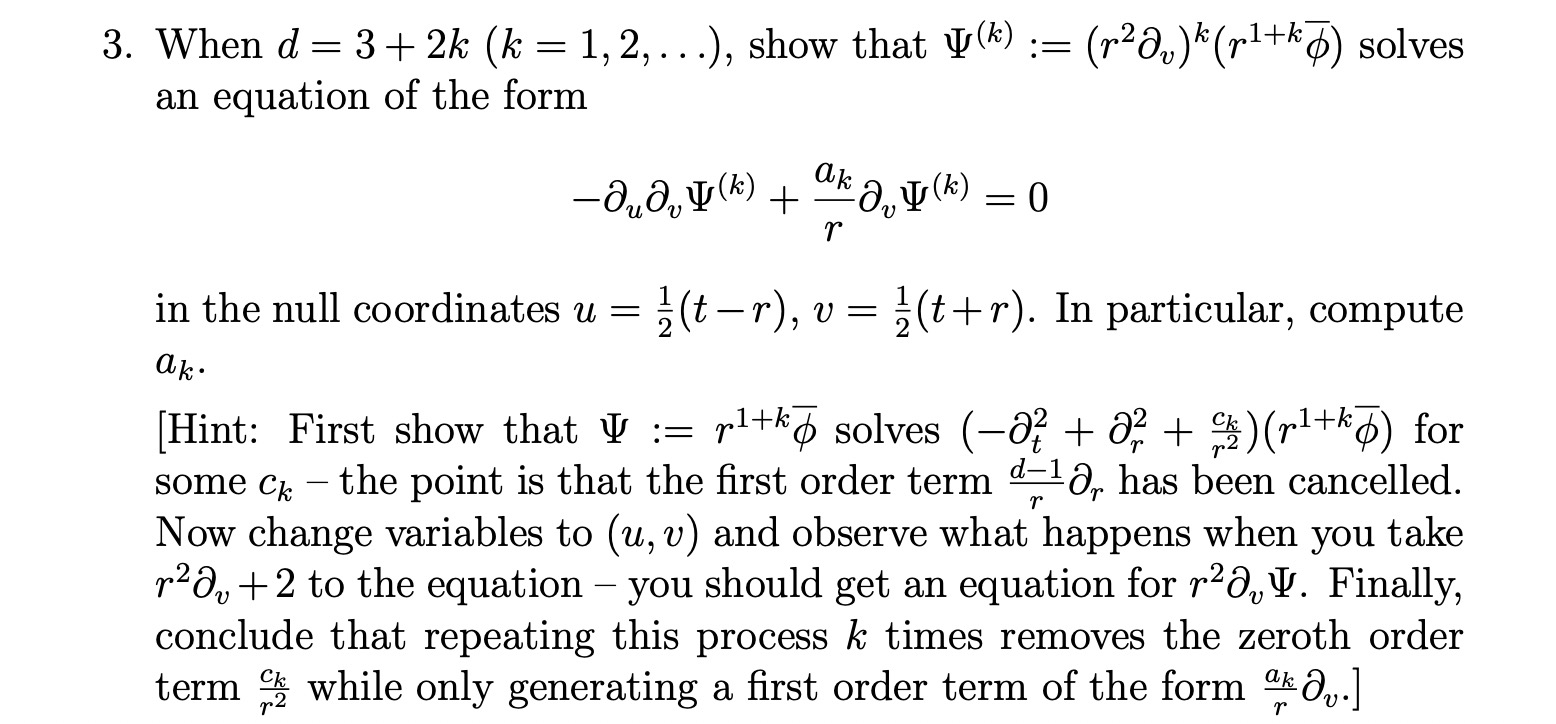 3. When d = 3 + 2k (k = 1, 2, . . .), show that Ψ^{(k)} := (r^2∂_v)^k(r^{1+k}\overline{ϕ}) solves
an equation of the form
−∂_u∂_vΨ^{(k)} + \frac{a_k}{r}∂_vΨ^{(k)} = 0
in the null coordinates u = \frac{1}{2}(t − r), v = \frac{1}{2}(t + r). In particular, compute
a_k.
[Hint: First show that Ψ := r^{1+k}\overline{ϕ} solves (−∂_t^2 + ∂_r^2 + \frac{c_k}{r^2})(r^{1+k}\overline{ϕ}) for
some c_k – the point is that the first order term \frac{d−1}{r}∂_r has been cancelled.
Now change variables to (u, v) and observe what happens when you take
r^2∂_v + 2 to the equation – you should get an equation for r^2∂_vΨ. Finally,
conclude that repeating this process k times removes the zeroth order
term \frac{c_k}{r^2} while only generating a first order term of the form \frac{a_k}{r}∂_v.]